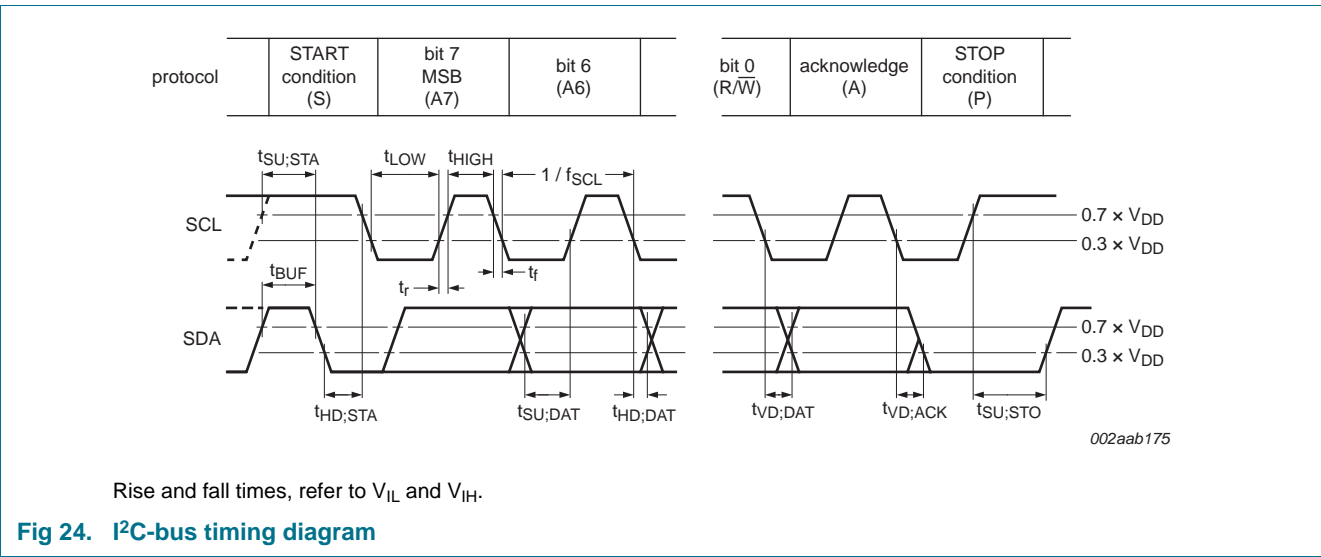 protocol
START
condition
(S)
bit 7
MSB
(A7)
bit 6
(A6)
bit 0
(R/W̅)
acknowledge
(A)
STOP
condition
(P)
tSU;STA
tLOW
tHIGH
1 / fSCL
SCL
0.7 × VDD
0.3 × VDD
tBUF
tr
tf
SDA
0.7 × VDD
0.3 × VDD
tHD;STA
tSU;DAT
tHD;DAT
tVD;DAT
tVD;ACK
tSU;STO
002aab175
Rise and fall times, refer to VIL and VIH.
Fig 24. I²C-bus timing diagram